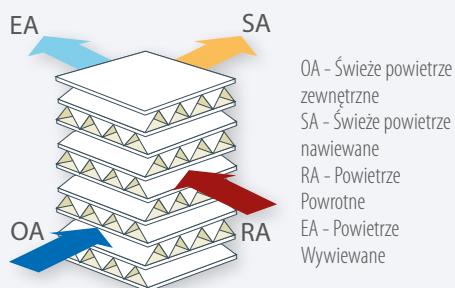 EA
SA
OA
RA
OA - Świeże powietrze
zewnętrzne
SA - Świeże powietrze
nawiewane
RA - Powietrze
Powrotne
EA - Powietrze
Wywiewane